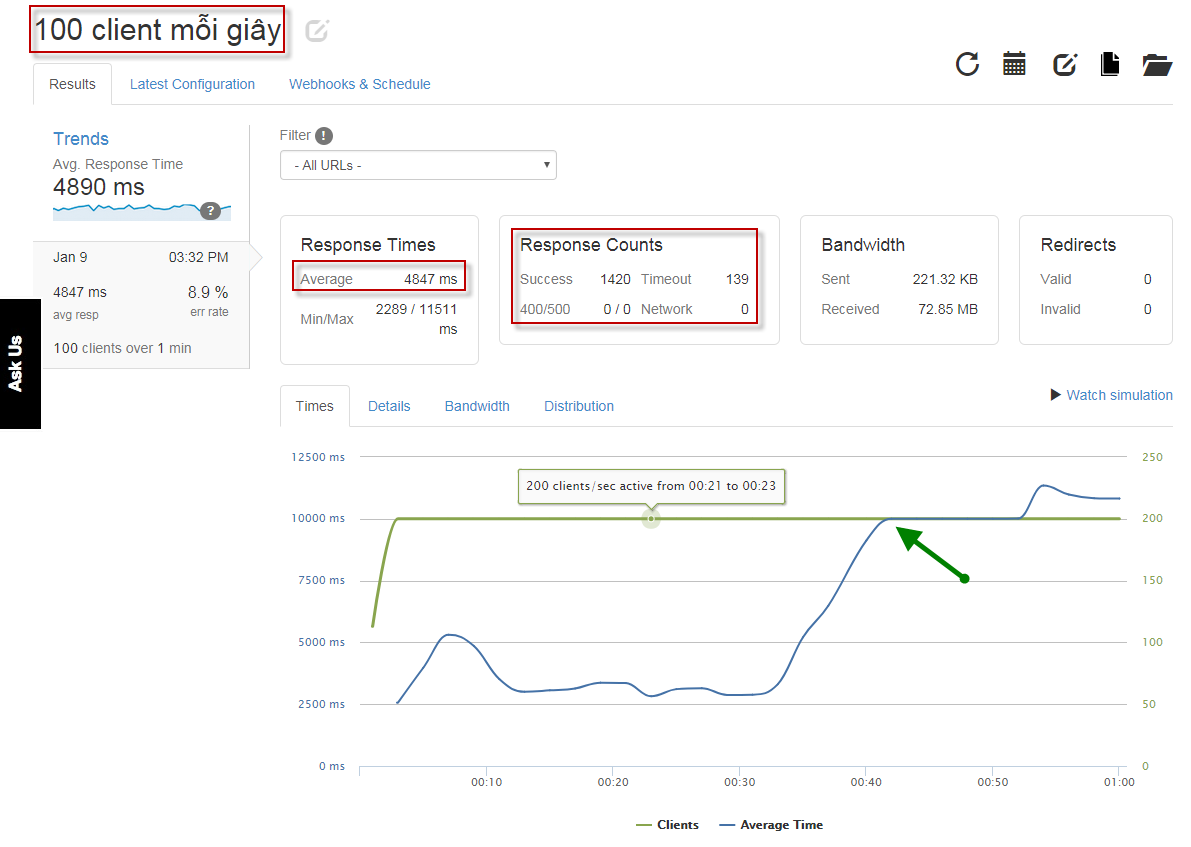 100 client mỗi giây
Results
Latest Configuration
Webhooks & Schedule
Trends
Avg. Response Time
4890 ms
?
Jan 9 03:32 PM
4847 ms 8.9 %
avg resp err rate
100 clients over 1 min
Ask Us
Filter !
- All URLs -
Response Times
Average 4847 ms
Min/Max 2289 / 11511
ms
Response Counts
Success 1420 Timeout 139
400/500 0 / 0 Network 0
Bandwidth
Sent 221.32 KB
Received 72.85 MB
Redirects
Valid 0
Invalid 0
Watch simulation
Times Details Bandwidth Distribution
12500 ms 250
200 clients/sec active from 00:21 to 00:23
10000 ms 200
7500 ms 150
5000 ms 100
2500 ms 50
0 ms 0
00:10 00:20 00:30 00:40 00:50 01:00
Clients Average Time